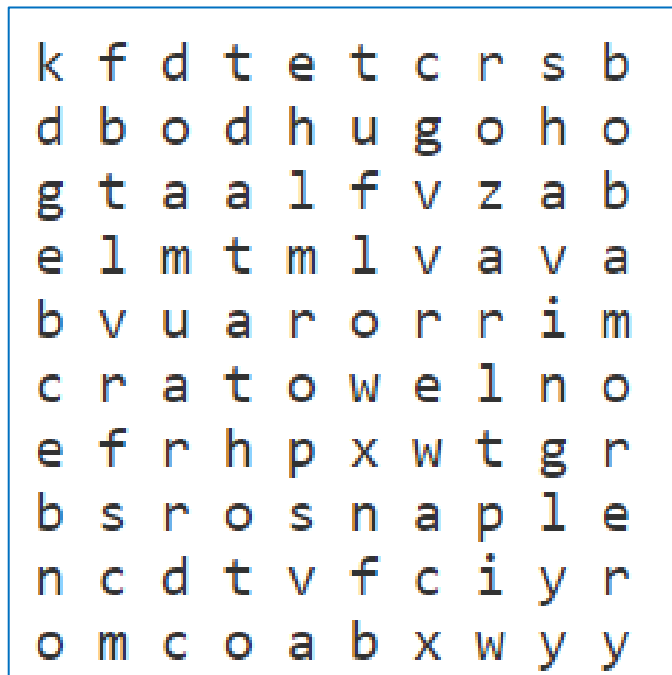 k f d t e t c r s b
d b o d h u g o h o
g t a a l f v z a b
e l m t m l v a v a
b v u a r o r r i m
c r a t o w e l n o
e f r h p x w t g r
b s r o s n a p l e
n c d t v f c i y r
o m c o a b x w y y